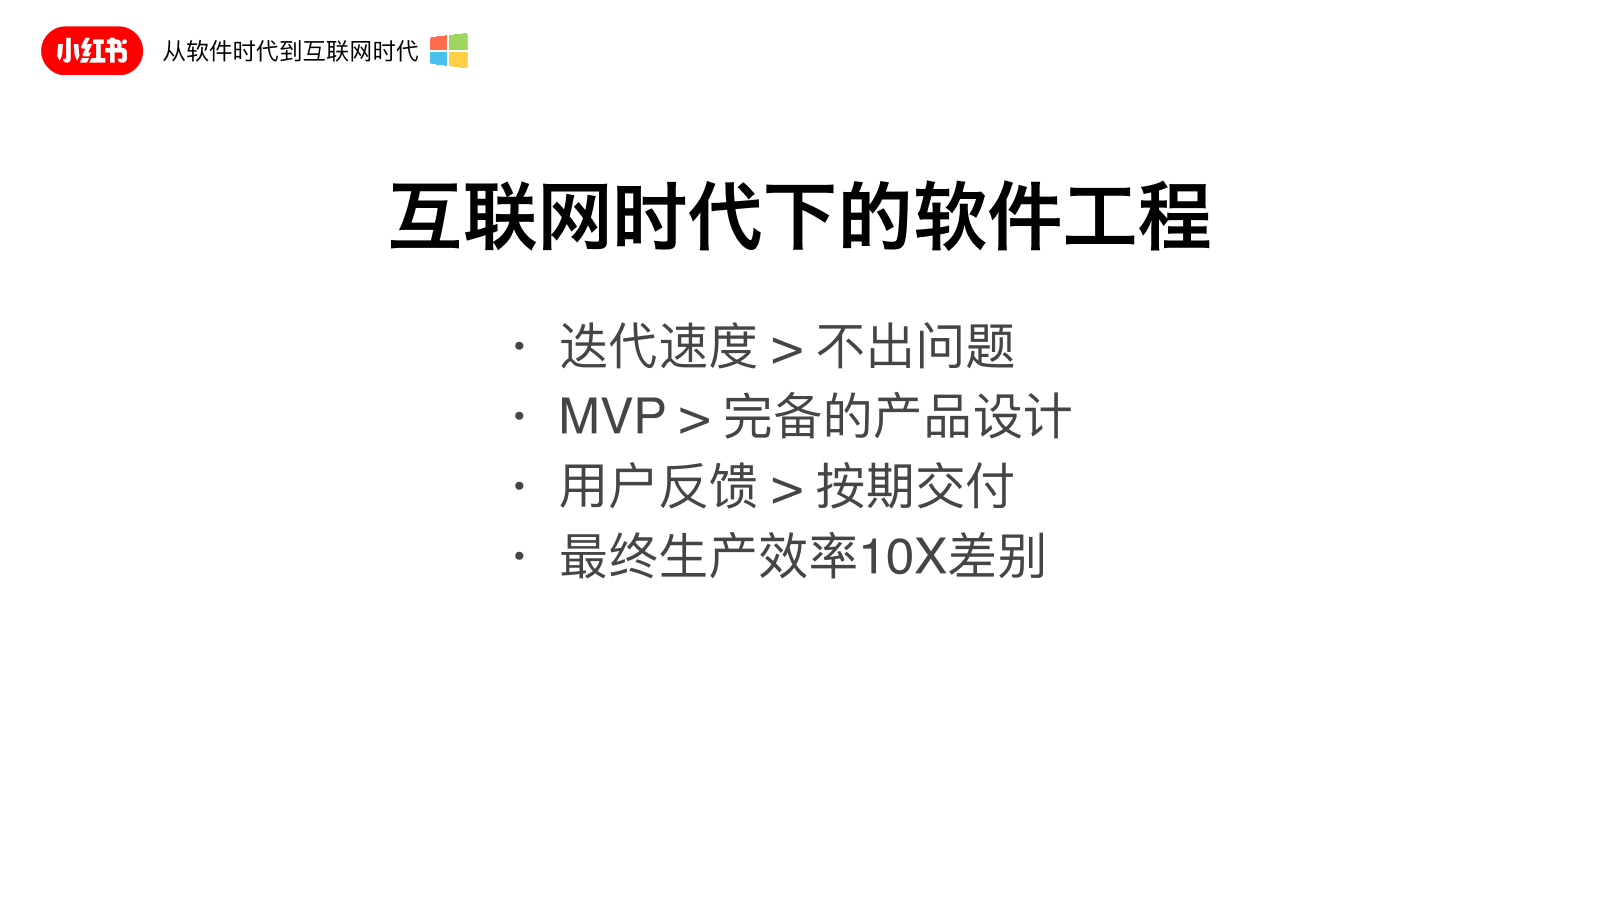 小红书 从软件时代到互联网时代
互联网时代下的软件工程
· 迭代速度 > 不出问题
· MVP > 完备的产品设计
· 用户反馈 > 按期交付
· 最终生产效率10X差别